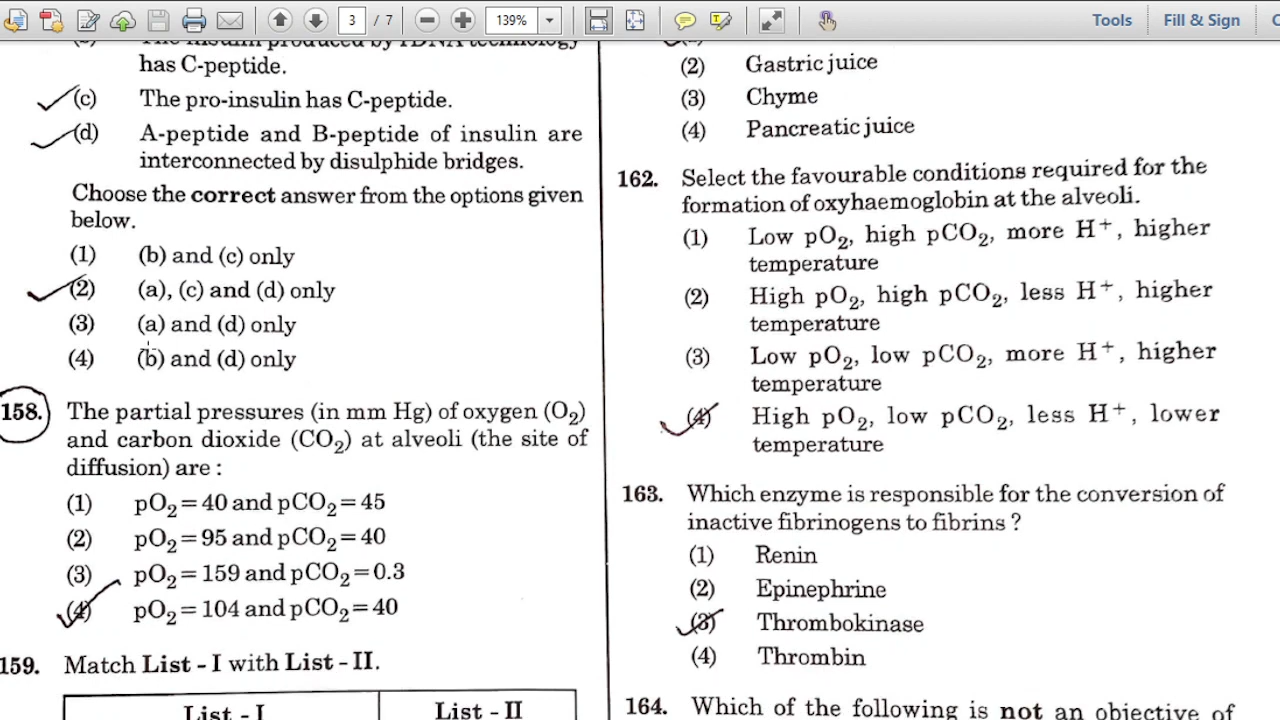 3 / 7
139%
Tools
Fill & Sign
has C-peptide.
(c) The pro-insulin has C-peptide.
(d) A-peptide and B-peptide of insulin are
interconnected by disulphide bridges.
Choose the correct answer from the options given
below.
(1) (b) and (c) only
(2) (a), (c) and (d) only
(3) (a) and (d) only
(4) (b) and (d) only
158. The partial pressures (in mm Hg) of oxygen (O₂)
and carbon dioxide (CO₂) at alveoli (the site of
diffusion) are :
(1) pO₂ = 40 and pCO₂ = 45
(2) pO₂ = 95 and pCO₂ = 40
(3) pO₂ = 159 and pCO₂ = 0.3
(4) pO₂ = 104 and pCO₂ = 40
159. Match List - I with List - II.
List - I List - II
(2) Gastric juice
(3) Chyme
(4) Pancreatic juice
162. Select the favourable conditions required for the
formation of oxyhaemoglobin at the alveoli.
(1) Low pO₂, high pCO₂, more H⁺, higher
temperature
(2) High pO₂, high pCO₂, less H⁺, higher
temperature
(3) Low pO₂, low pCO₂, more H⁺, higher
temperature
(4) High pO₂, low pCO₂, less H⁺, lower
temperature
163. Which enzyme is responsible for the conversion of
inactive fibrinogens to fibrins ?
(1) Renin
(2) Epinephrine
(3) Thrombokinase
(4) Thrombin
164. Which of the following is not an objective of